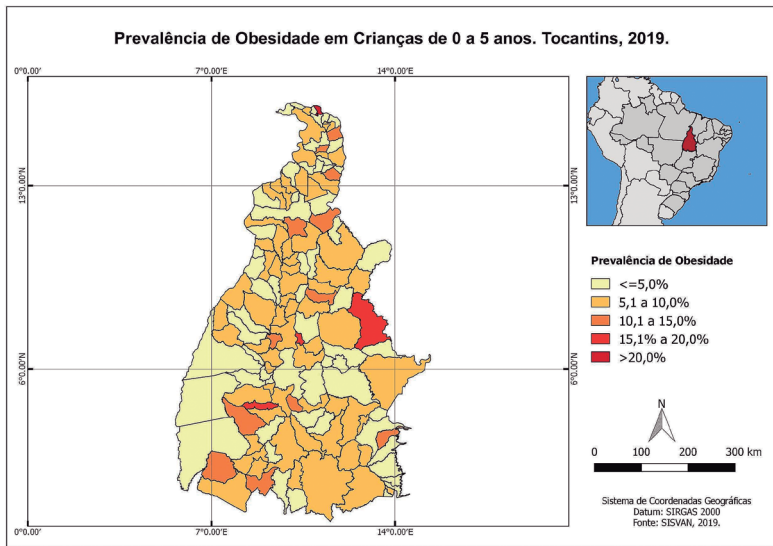 Prevalência de Obesidade em Crianças de 0 a 5 anos. Tocantins, 2019.
0°0.00′ 7°0.00′ 14°0.00′
13°0.00′N 13°0.00′N
6°0.00′N 6°0.00′N
0°0.00′ 7°0.00′ 14°0.00′
Prevalência de Obesidade
<=5,0%
5,1 a 10,0%
10,1 a 15,0%
15,1% a 20,0%
>20,0%
N
0 100 200 300 km
Sistema de Coordenadas Geográficas
Datum: SIRGAS 2000
Fonte: SISVAN, 2019.